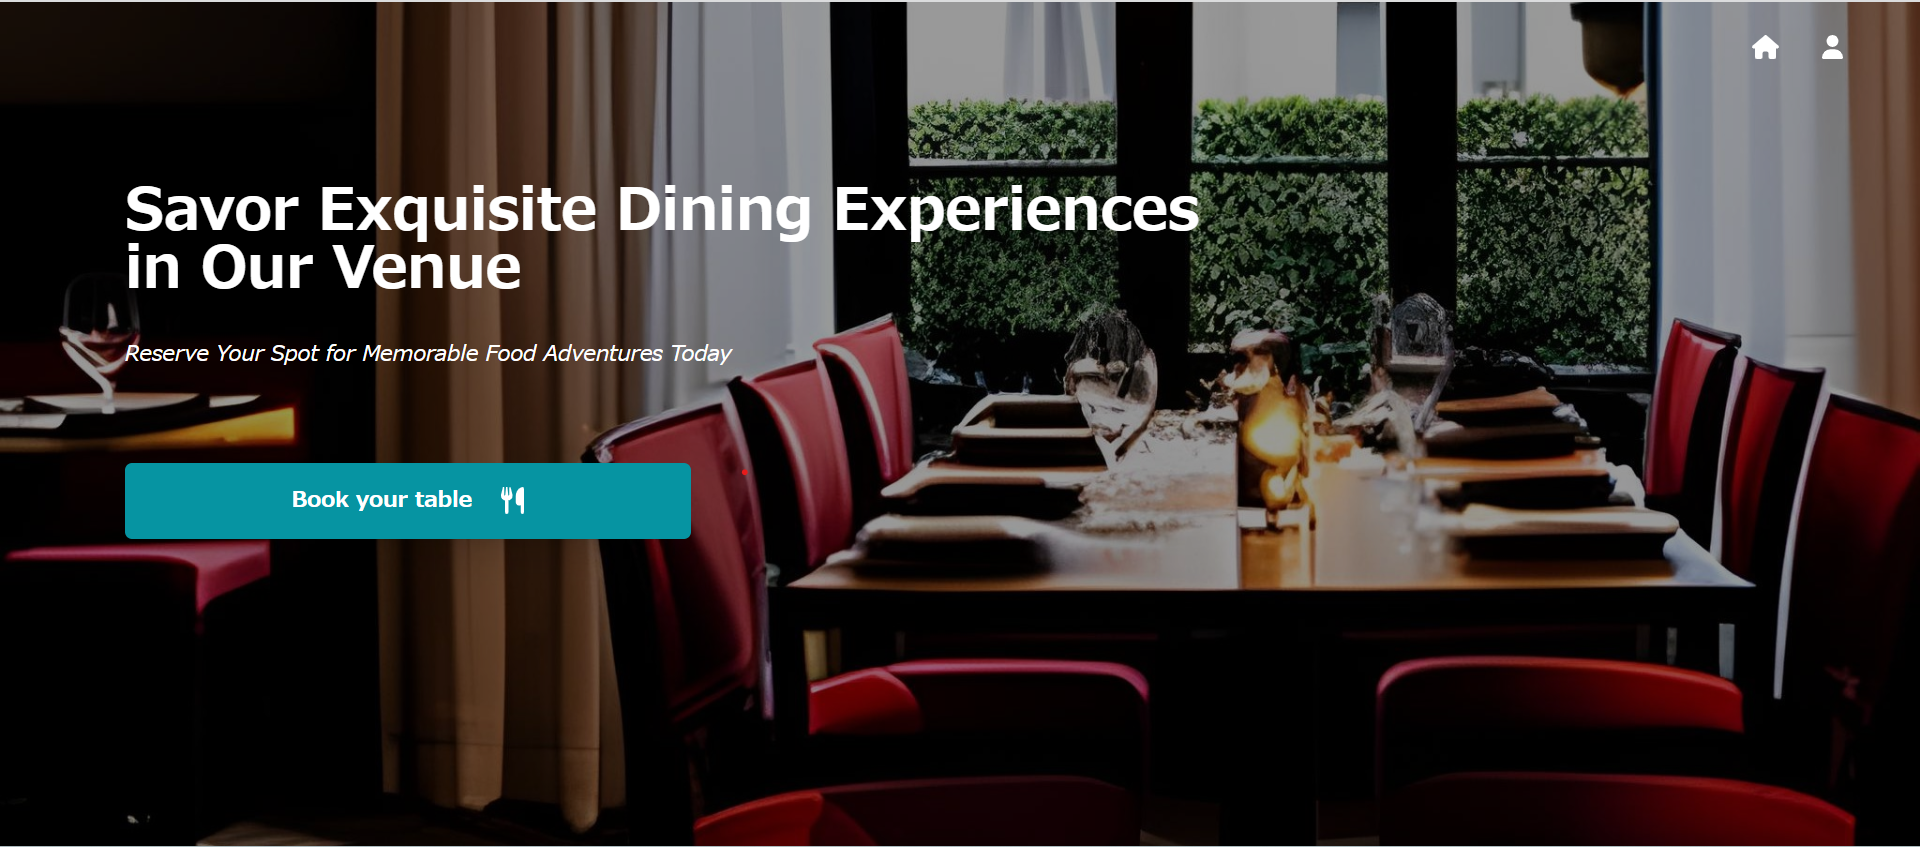 Savor Exquisite Dining Experiences
in Our Venue
Reserve Your Spot for Memorable Food Adventures Today
Book your table